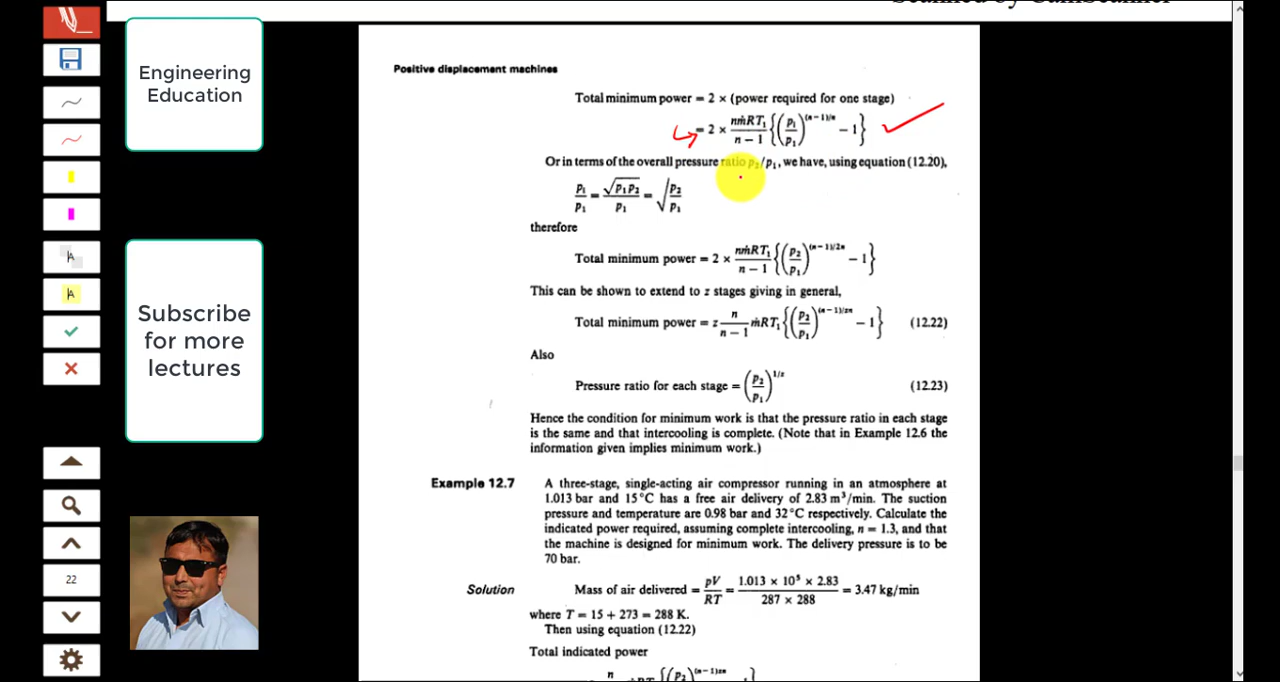 Scanned by CamScanner
Engineering
Education
Subscribe
for more
lectures
22
Positive displacement machines
Total minimum power = 2 × (power required for one stage)
= 2 × nṁRT₁/(n − 1) {(pᵢ/p₁)^((n−1)/n) − 1}
Or in terms of the overall pressure ratio p₂/p₁, we have, using equation (12.20),
pᵢ/p₁ = √(p₁p₂)/p₁ = √(p₂/p₁)
therefore
Total minimum power = 2 × nṁRT₁/(n − 1) {(p₂/p₁)^((n−1)/2n) − 1}
This can be shown to extend to z stages giving in general,
Total minimum power = z n/(n − 1) ṁRT₁ {(p₂/p₁)^((n−1)/zn) − 1} (12.22)
Also
Pressure ratio for each stage = (p₂/p₁)^(1/z) (12.23)
Hence the condition for minimum work is that the pressure ratio in each stage
is the same and that intercooling is complete. (Note that in Example 12.6 the
information given implies minimum work.)
Example 12.7 A three-stage, single-acting air compressor running in an atmosphere at
1.013 bar and 15 °C has a free air delivery of 2.83 m³/min. The suction
pressure and temperature are 0.98 bar and 32 °C respectively. Calculate the
indicated power required, assuming complete intercooling, n = 1.3, and that
the machine is designed for minimum work. The delivery pressure is to be
70 bar.
Solution Mass of air delivered = pV/RT = (1.013 × 10⁵ × 2.83)/(287 × 288) = 3.47 kg/min
where T = 15 + 273 = 288 K.
Then using equation (12.22)
Total indicated power